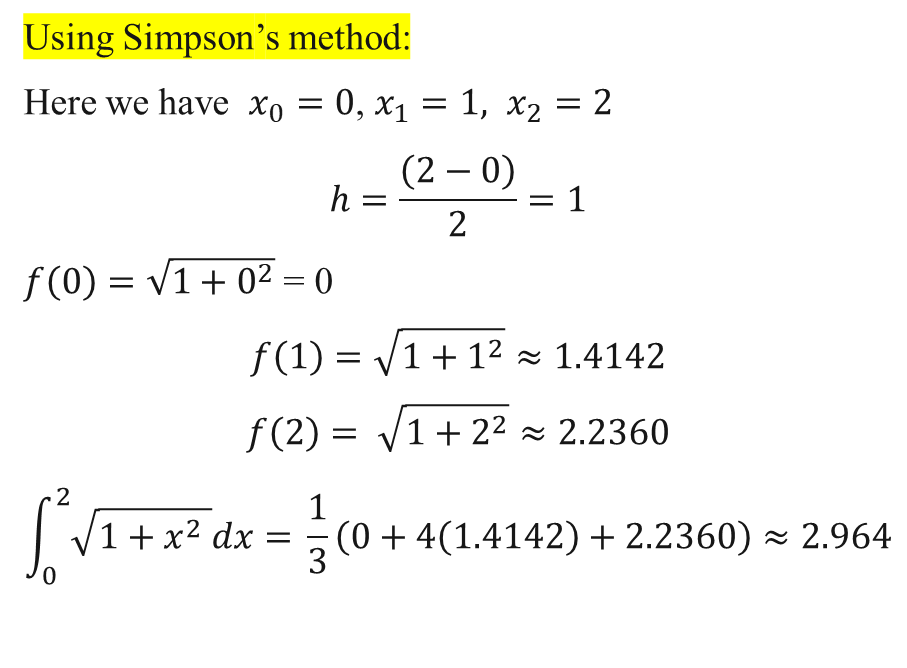 Using Simpson’s method:
Here we have x₀ = 0, x₁ = 1, x₂ = 2
h = (2 − 0)/2 = 1
f(0) = √(1 + 0²) = 0
f(1) = √(1 + 1²) ≈ 1.4142
f(2) = √(1 + 2²) ≈ 2.2360
∫₀² √(1 + x²) dx = 1/3 (0 + 4(1.4142) + 2.2360) ≈ 2.964